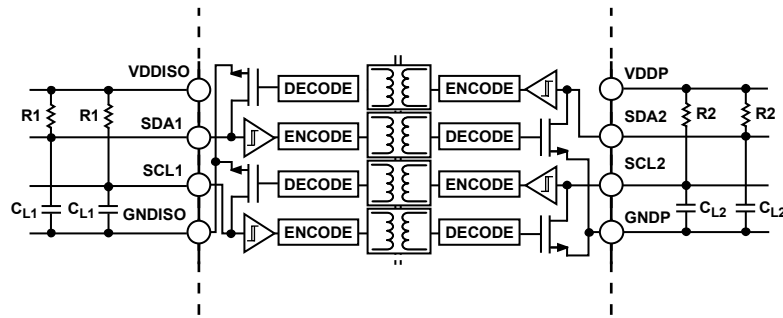 VDDISO
DECODE
ENCODE
VDDP
R1
R1
SDA1
ENCODE
DECODE
SDA2
R2
R2
SCL1
DECODE
ENCODE
SCL2
CL1
CL1
GNDISO
ENCODE
DECODE
GNDP
CL2
CL2